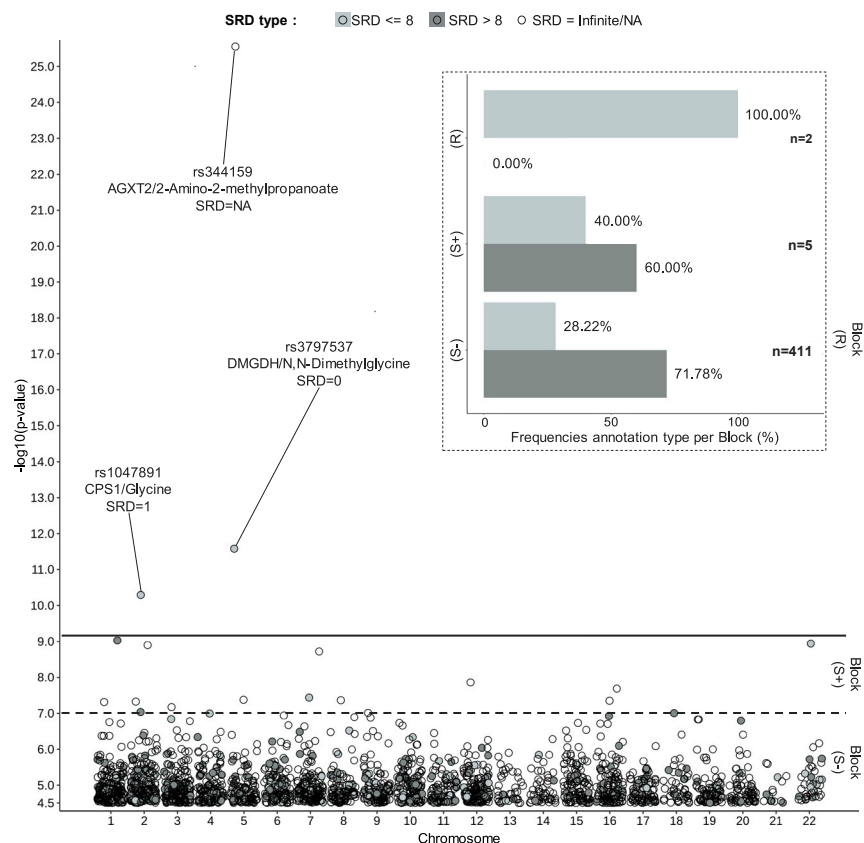 SRD type : SRD <= 8 SRD > 8 SRD = Infinite/NA
25.0
24.0
23.0
22.0
21.0
20.0
19.0
18.0
17.0
16.0
15.0
14.0
13.0
12.0
11.0
10.0
9.0
8.0
7.0
6.0
5.0
4.5
-log10(p-value)
rs344159
AGXT2/2-Amino-2-methylpropanoate
SRD=NA
rs3797537
DMGDH/N,N-Dimethylglycine
SRD=0
rs1047891
CPS1/Glycine
SRD=1
(R)
100.00%
0.00%
n=2
(S+)
40.00%
60.00%
n=5
(S-)
28.22%
71.78%
n=411
0 50 100
Frequencies annotation type per Block (%)
Block
(R)
Block
(S+)
Block
(S-)
1 2 3 4 5 6 7 8 9 10 11 12 13 14 15 16 17 18 19 20 21 22
Chromosome